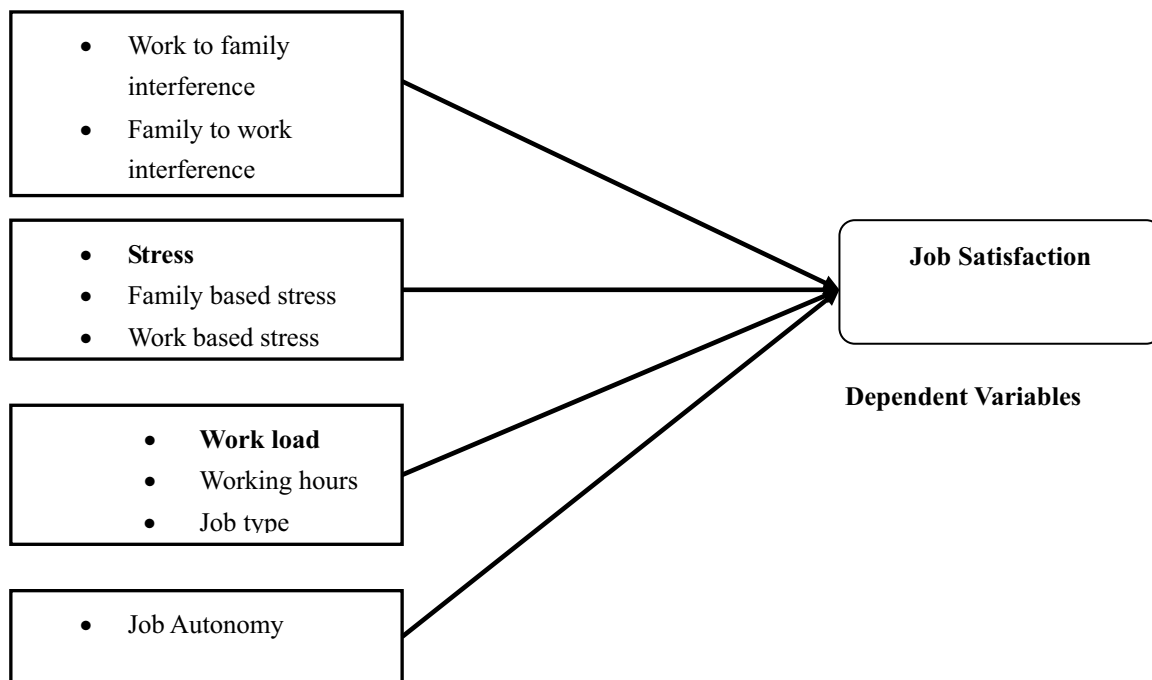 • Work to family
interference
• Family to work
interference
• Stress
• Family based stress
• Work based stress
• Work load
• Working hours
• Job type
• Job Autonomy
Job Satisfaction
Dependent Variables